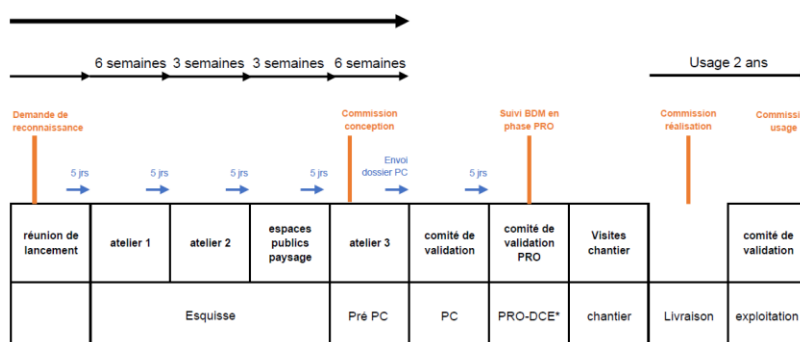 6 semaines 3 semaines 3 semaines 6 semaines
Usage 2 ans
Demande de
reconnaissance
Commission
conception
Suivi BDM en
phase PRO
Commission
réalisation
Commissi
usage
5 jrs
5 jrs
5 jrs
5 jrs
Envoi
dossier PC
5 jrs
réunion de
lancement
atelier 1
atelier 2
espaces
publics
paysage
atelier 3
comité de
validation
comité de
validation
PRO
Visites
chantier
comité de
validation
Esquisse
Pré PC
PC
PRO-DCE*
chantier
Livraison
exploitation